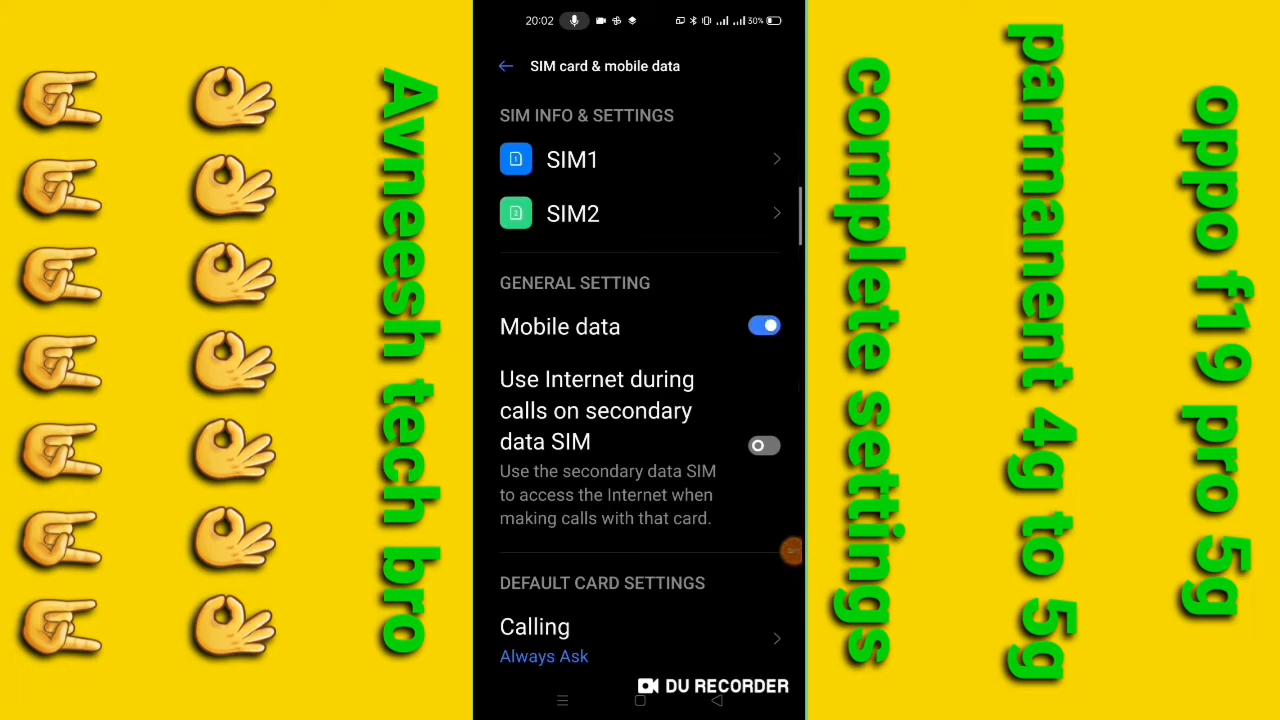 Avneesh tech bro
20:02
30%
SIM card & mobile data
SIM INFO & SETTINGS
1 SIM1
2 SIM2
GENERAL SETTING
Mobile data
Use Internet during
calls on secondary
data SIM
Use the secondary data SIM
to access the Internet when
making calls with that card.
DEFAULT CARD SETTINGS
Calling
Always Ask
DU RECORDER
oppo f19 pro 5g
parmanent 4g to 5g
complete settings